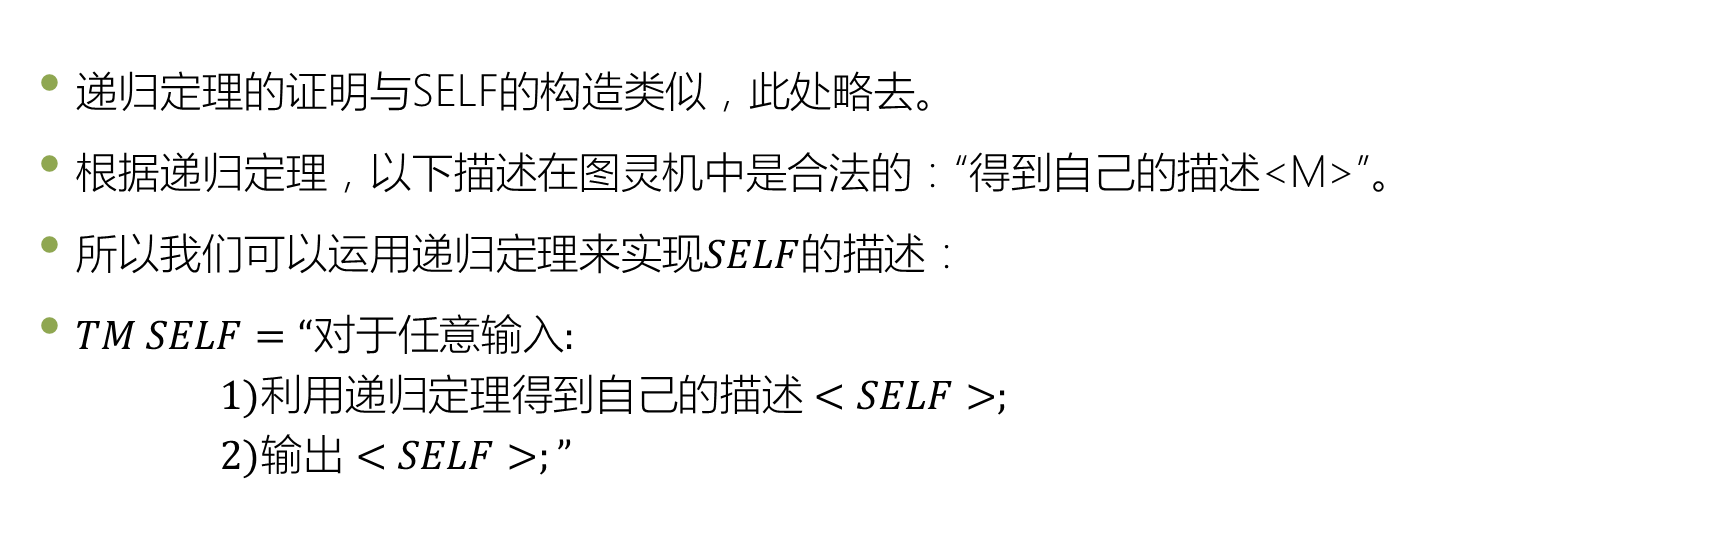 • 递归定理的证明与SELF的构造类似，此处略去。
• 根据递归定理，以下描述在图灵机中是合法的：“得到自己的描述<M>”。
• 所以我们可以运用递归定理来实现SELF的描述：
• TM SELF = “对于任意输入:
1)利用递归定理得到自己的描述 < SELF >;
2)输出 < SELF >; ”